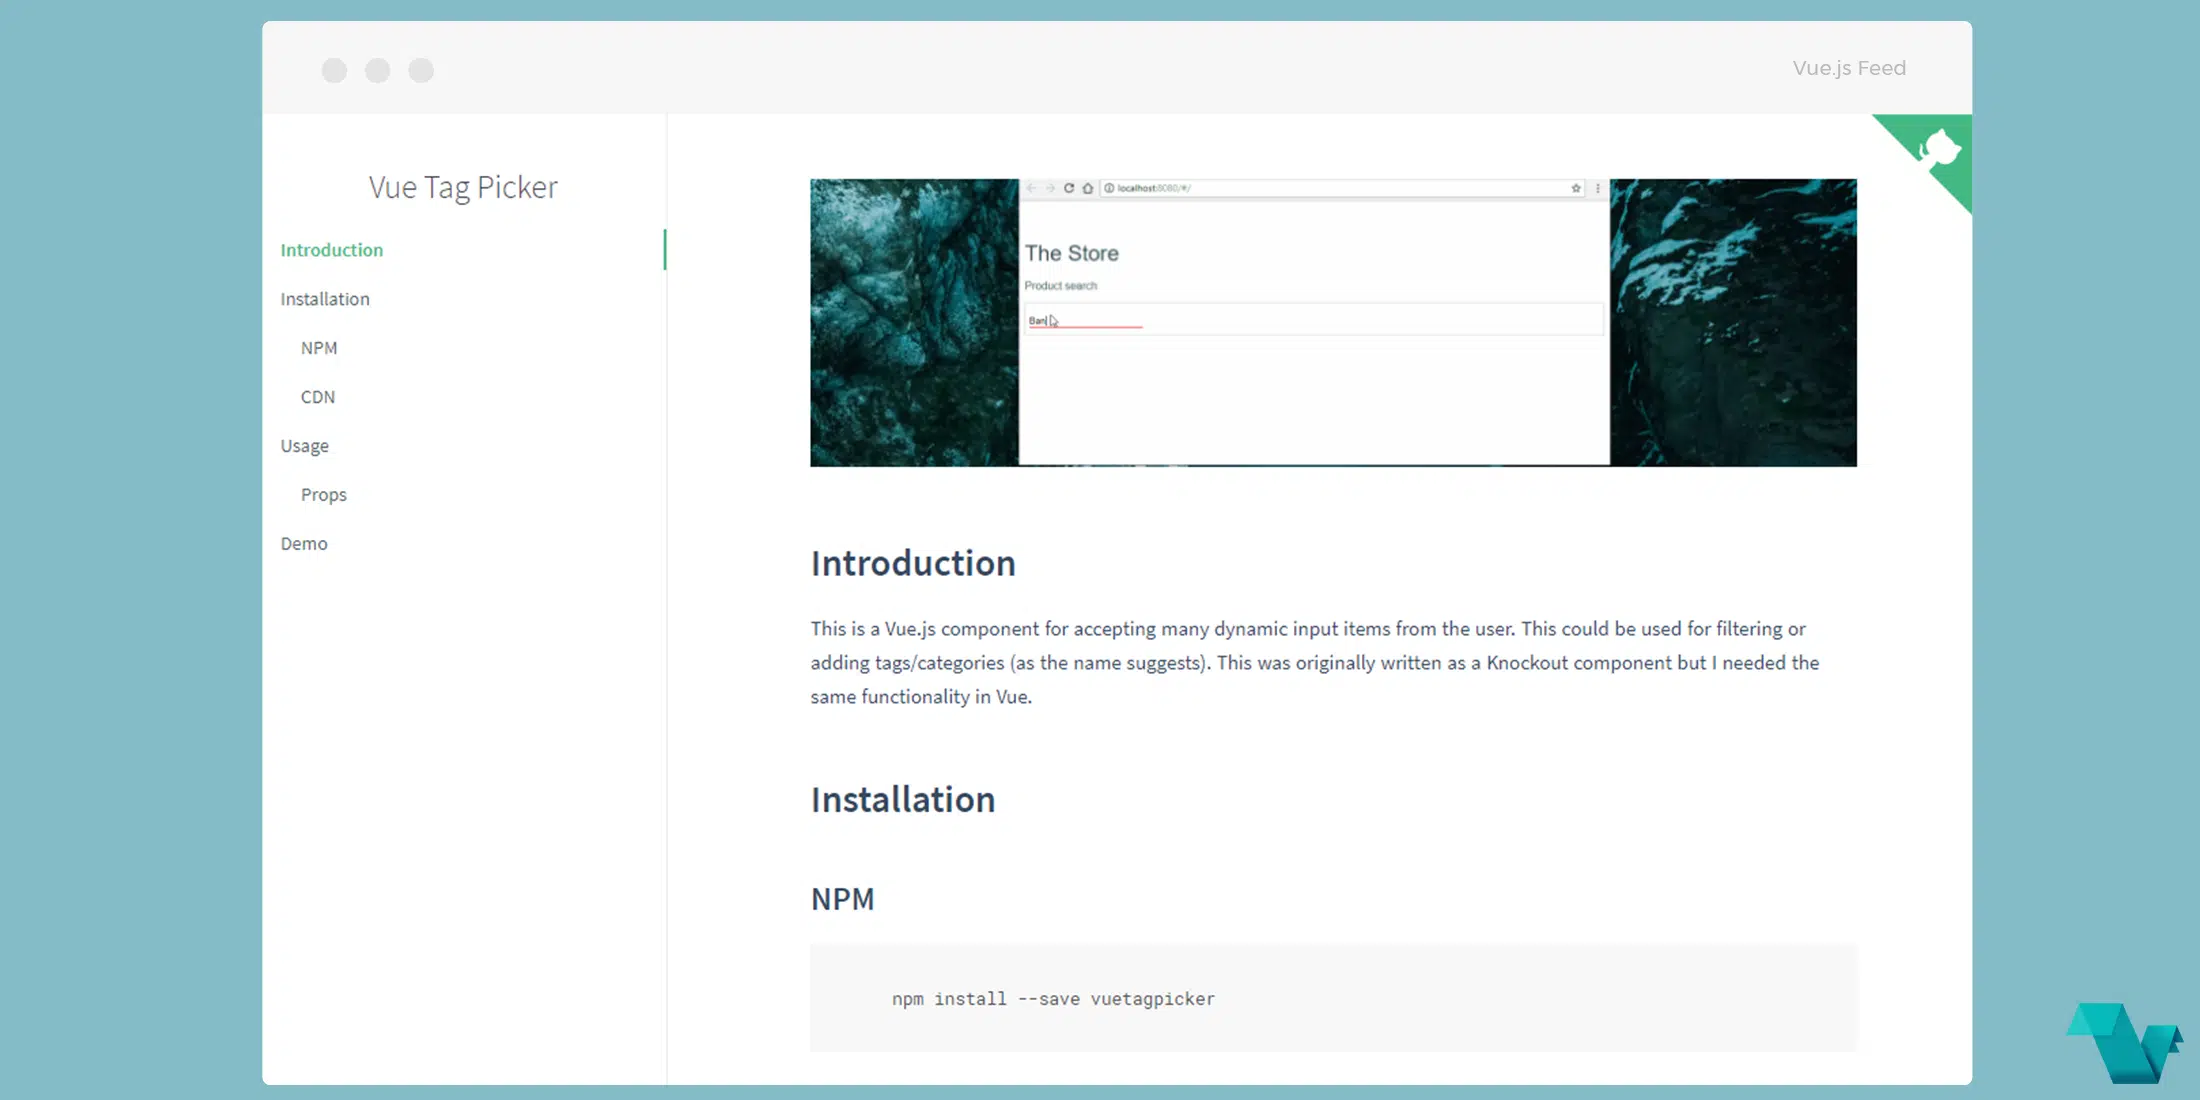 Vue.js Feed
Vue Tag Picker
Introduction
Installation
NPM
CDN
Usage
Props
Demo
localhost:8080/#/
The Store
Product search
Ban
Introduction
This is a Vue.js component for accepting many dynamic input items from the user. This could be used for filtering or
adding tags/categories (as the name suggests). This was originally written as a Knockout component but I needed the
same functionality in Vue.
Installation
NPM
npm install --save vuetagpicker